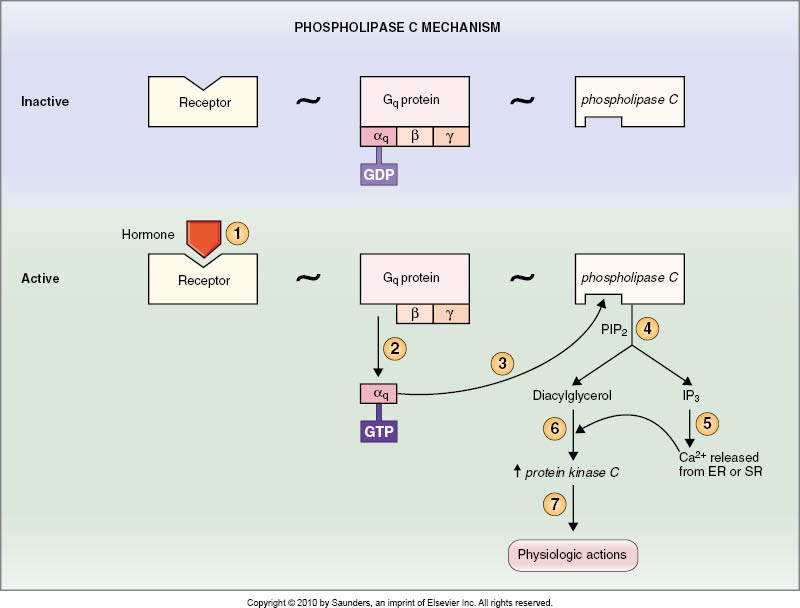 PHOSPHOLIPASE C MECHANISM
Inactive
Receptor
~
Gq protein
~
phospholipase C
αq β γ
GDP
Hormone
1
Active
Receptor
~
Gq protein
~
phospholipase C
β γ
PIP2
4
2
3
αq
GTP
Diacylglycerol
IP3
5
6
Ca2+ released
from ER or SR
↑ protein kinase C
7
Physiologic actions
Copyright © 2010 by Saunders, an imprint of Elsevier Inc. All rights reserved.